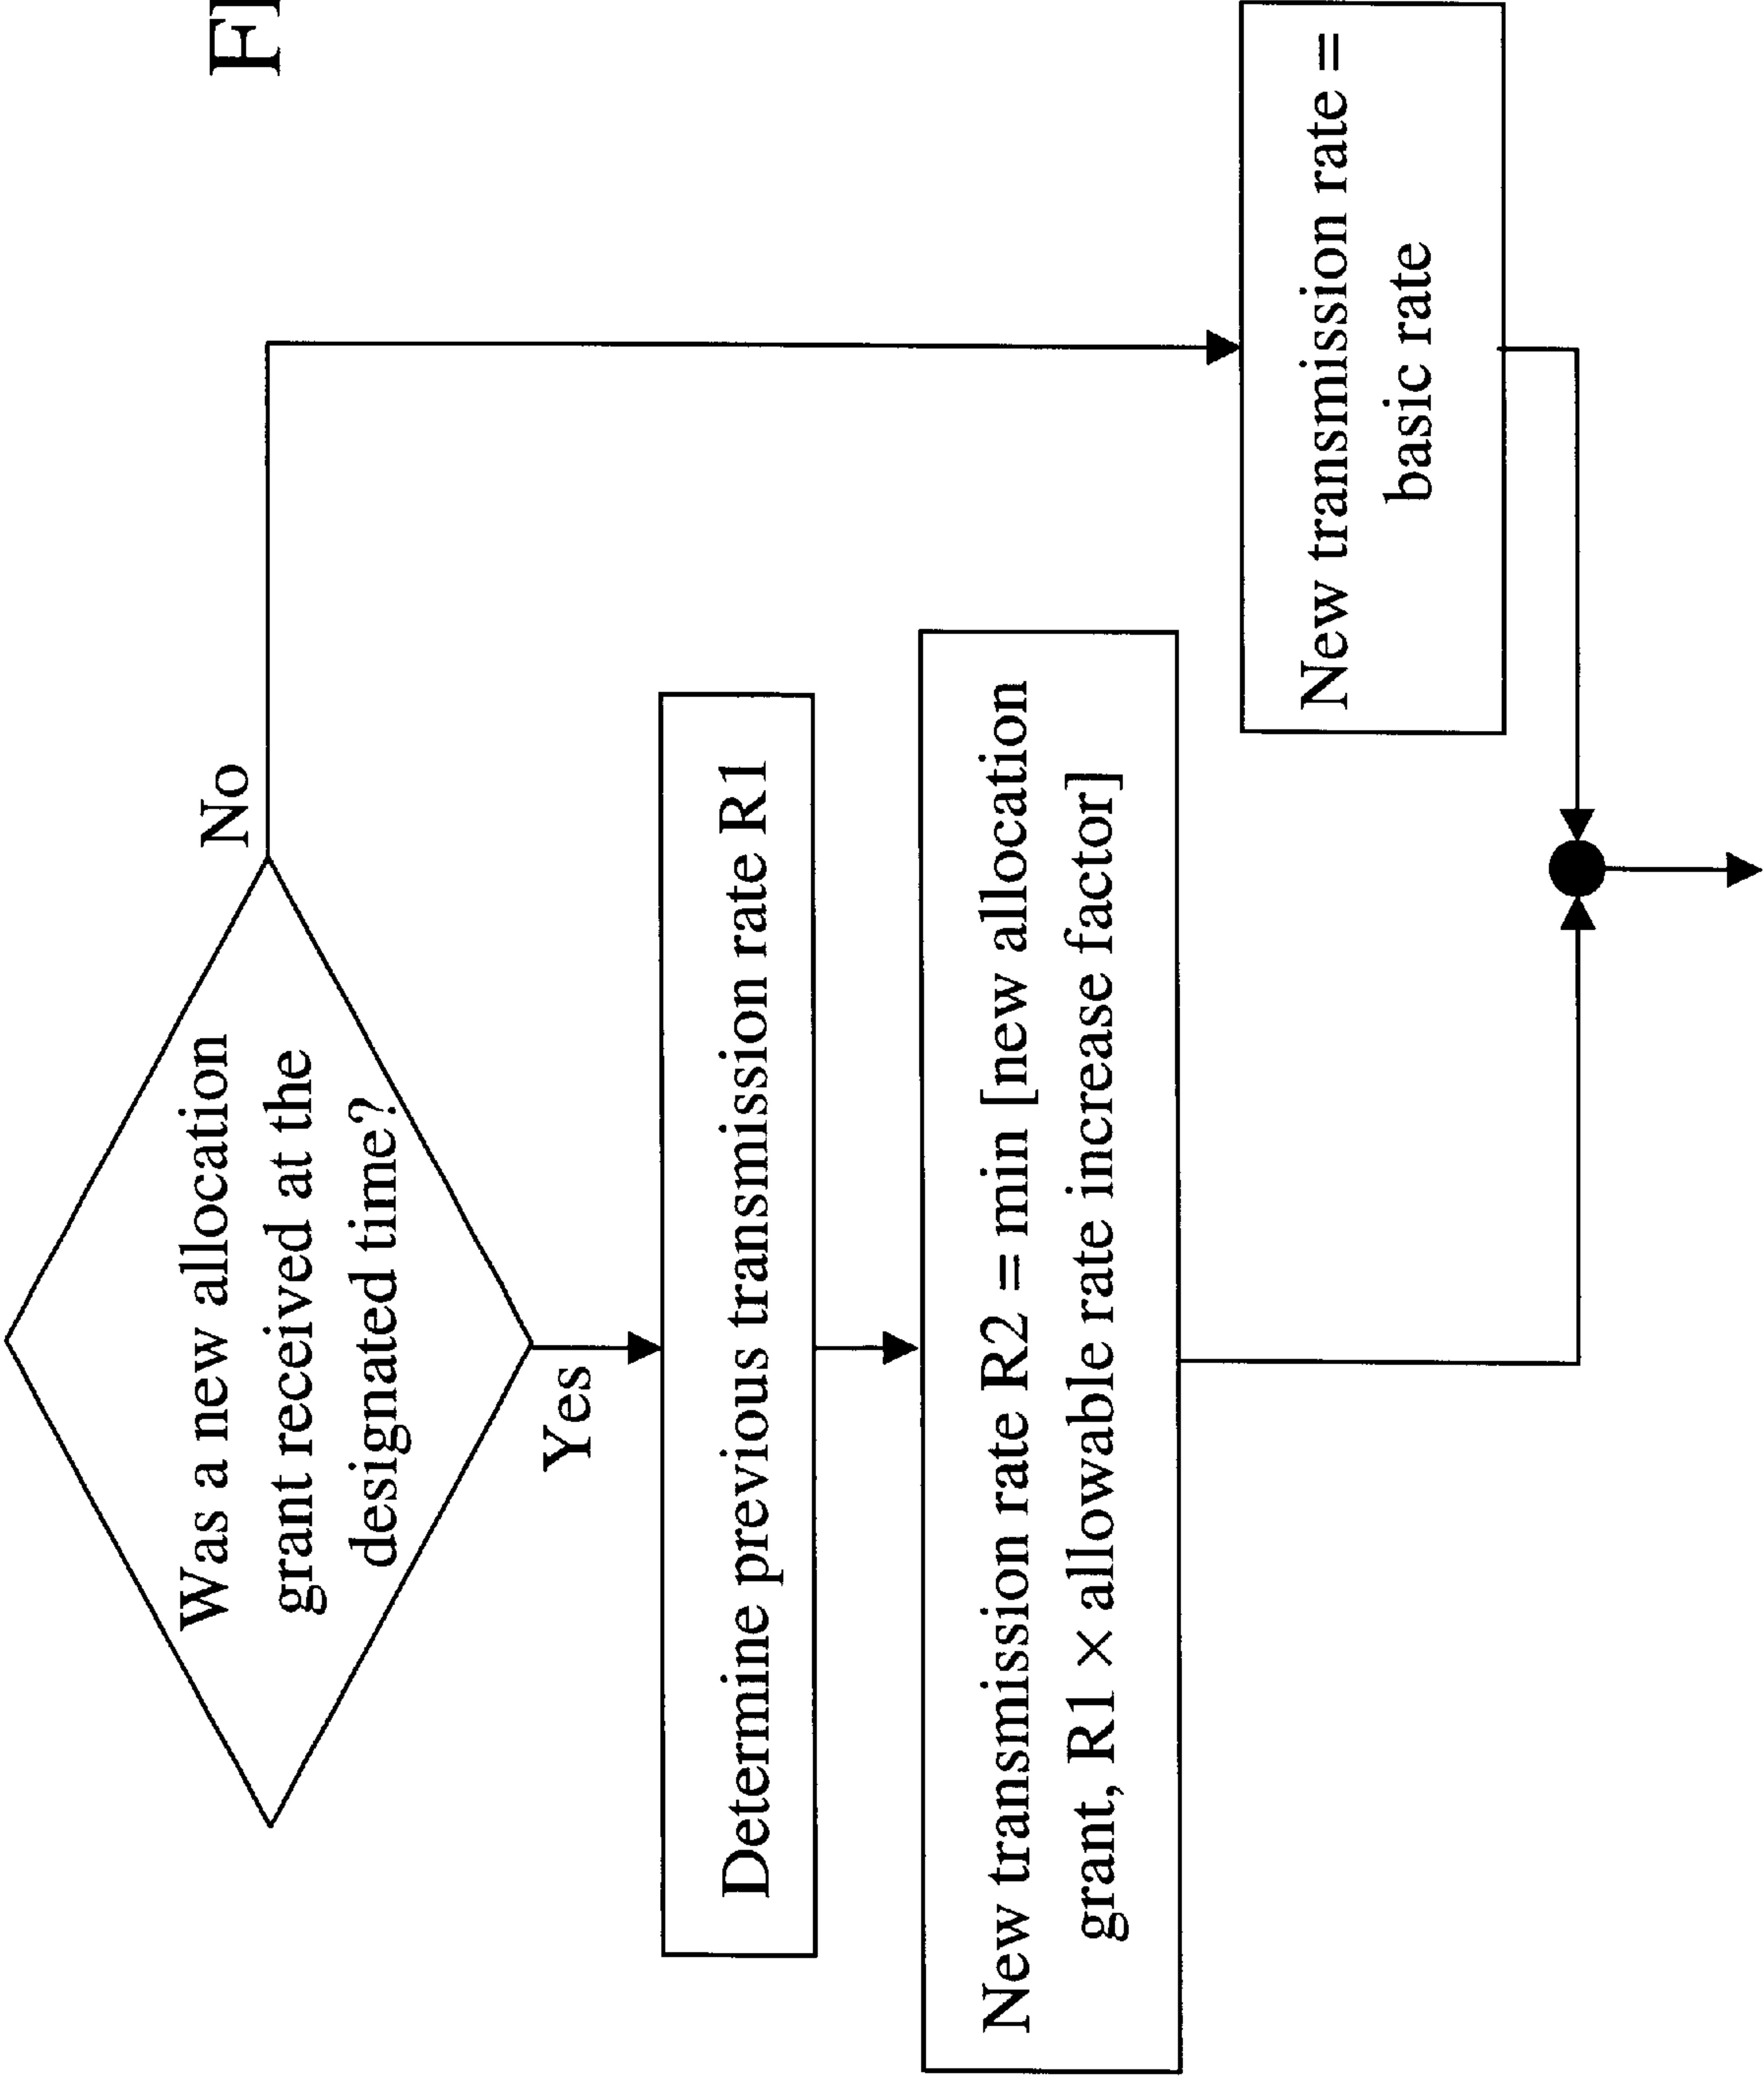 Was a new allocation
grant received at the
designated time?
No
Yes
Determine previous transmission rate R1
New transmission rate R2 = min [new allocation
grant, R1 × allowable rate increase factor]
New transmission rate =
basic rate